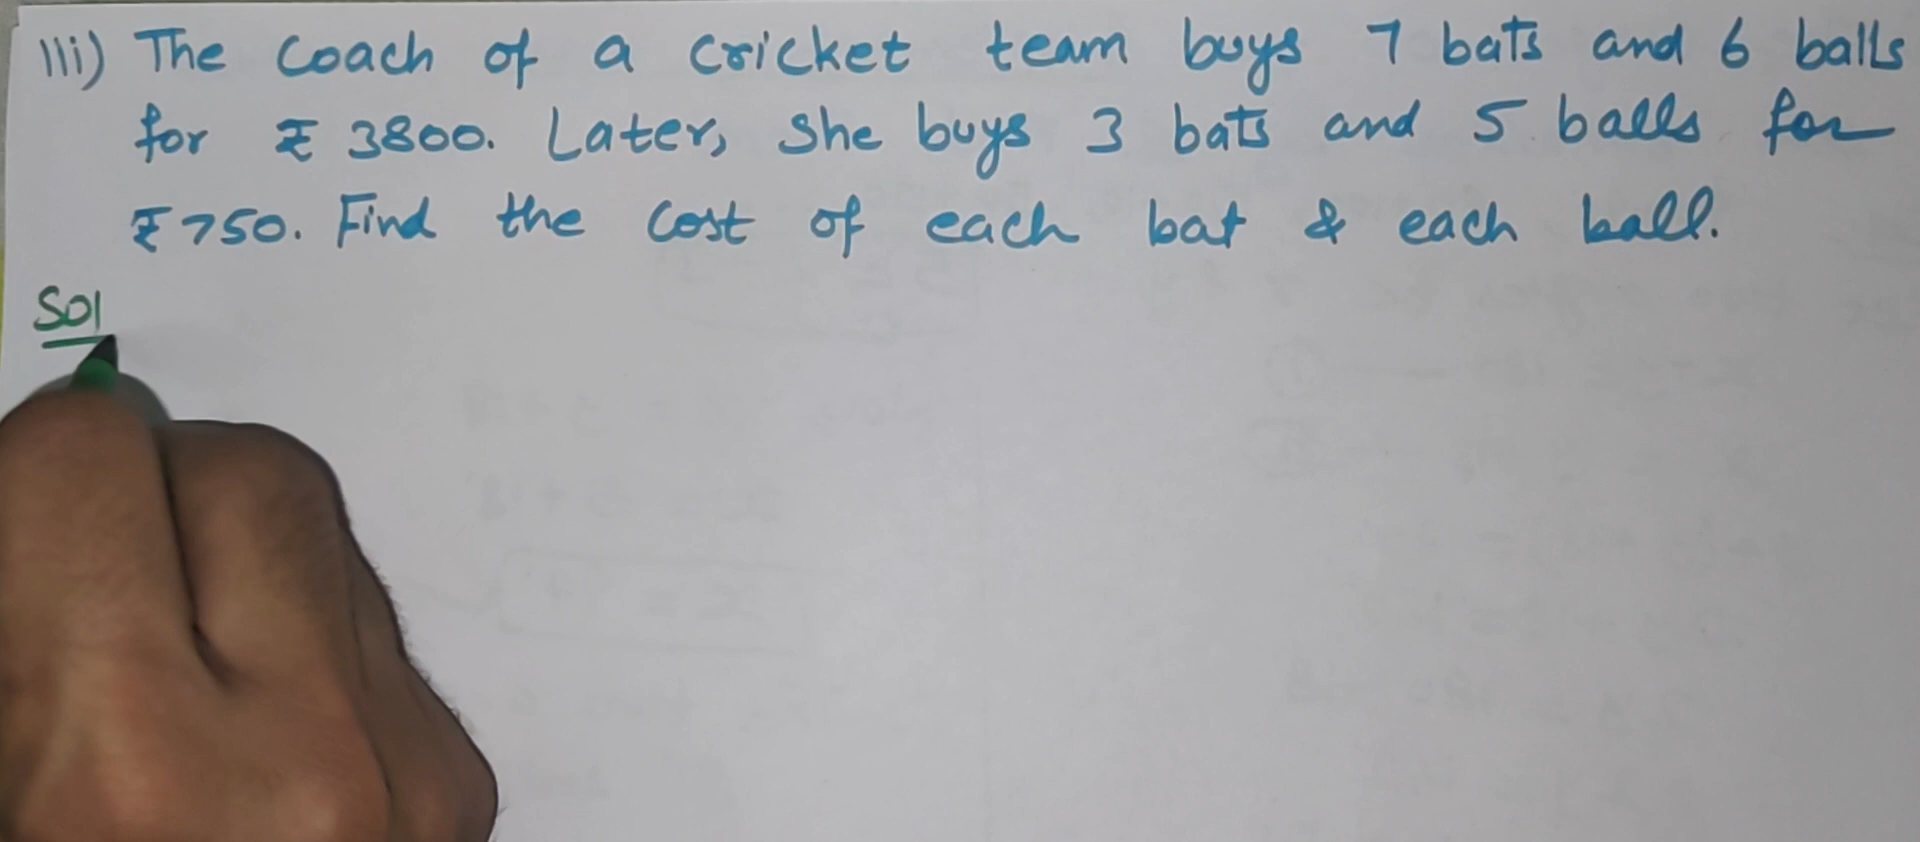 iii) The coach of a cricket team buys 7 bats and 6 balls
for ₹ 3800. Later, She buys 3 bats and 5 balls for
₹750. Find the cost of each bat & each ball.
Sol